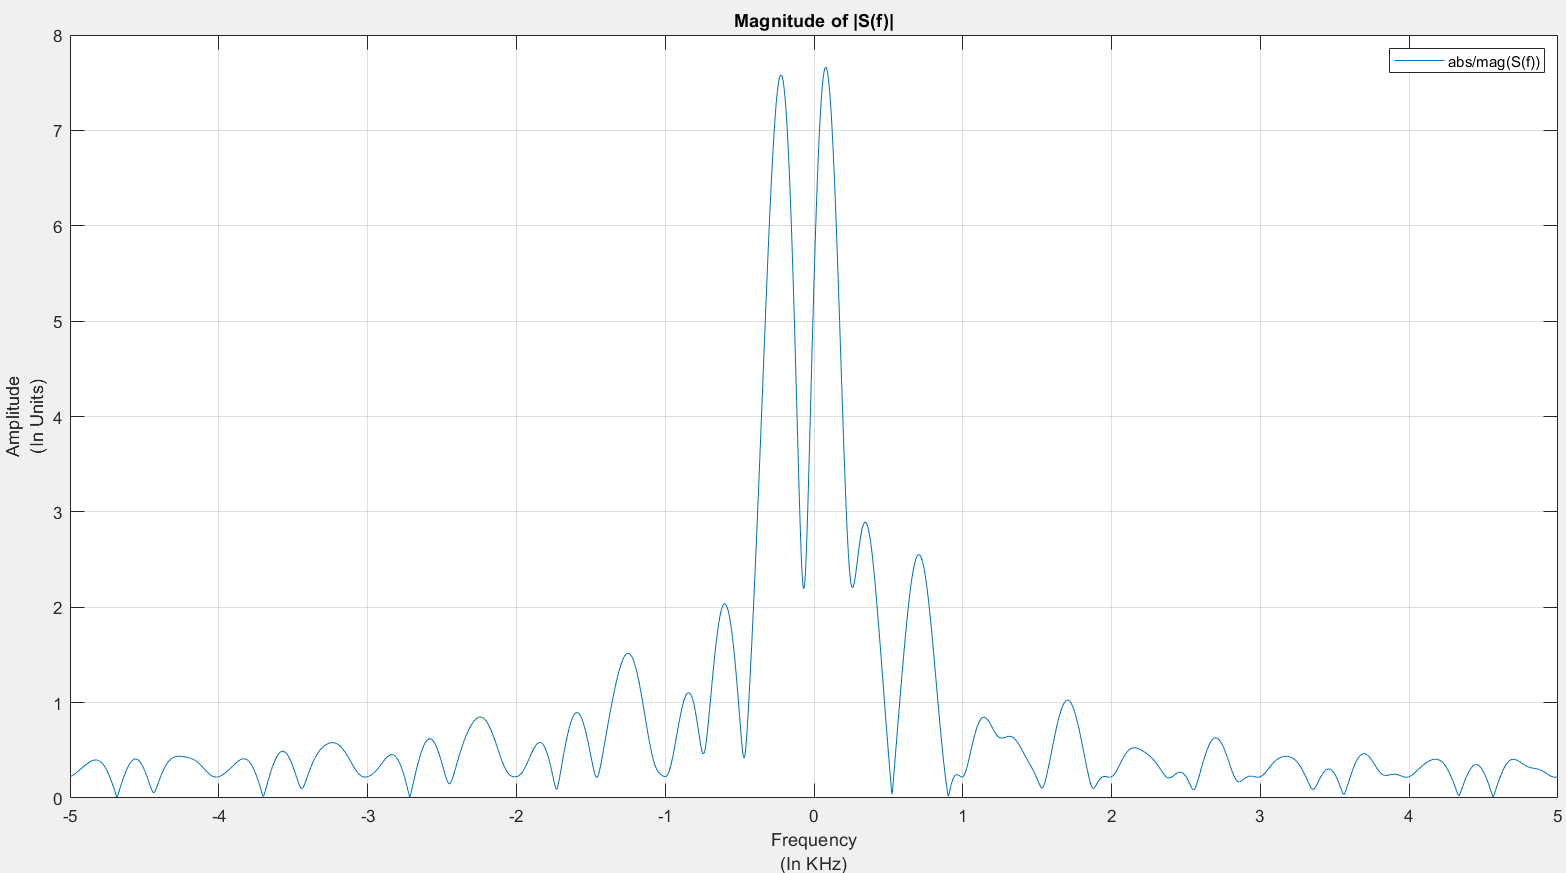 Magnitude of |S(f)|
abs/mag(S(f))
8
7
6
5
4
3
2
1
0
Amplitude
(In Units)
-5 -4 -3 -2 -1 0 1 2 3 4 5
Frequency
(In KHz)